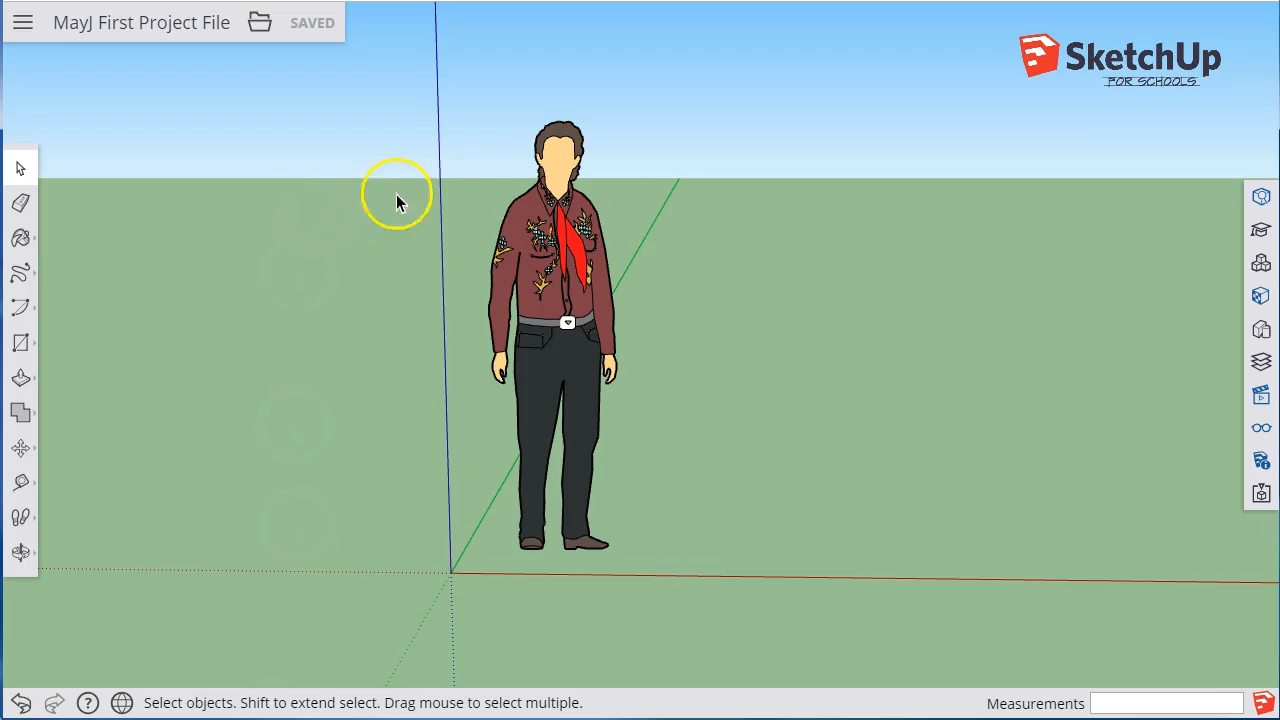 MayJ First Project File
SAVED
SketchUp
FOR SCHOOLS
Select objects. Shift to extend select. Drag mouse to select multiple.
Measurements